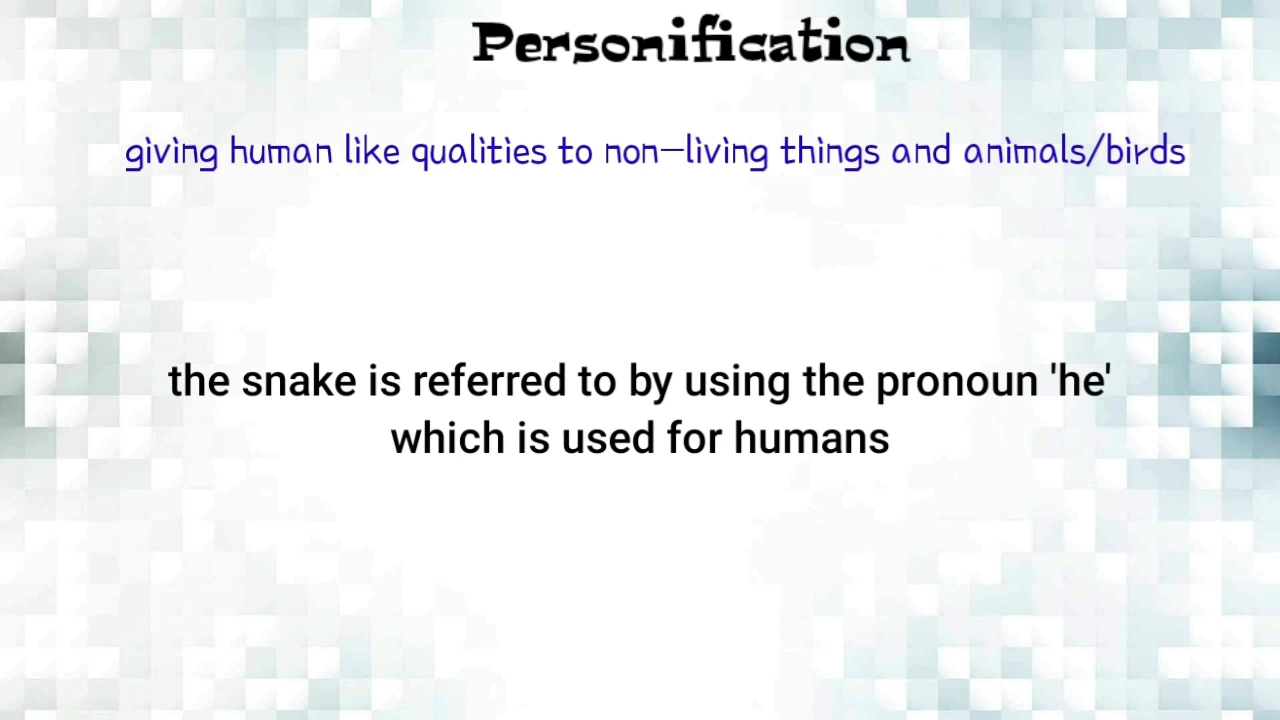 Personification
giving human like qualities to non-living things and animals/birds
the snake is referred to by using the pronoun 'he'
which is used for humans